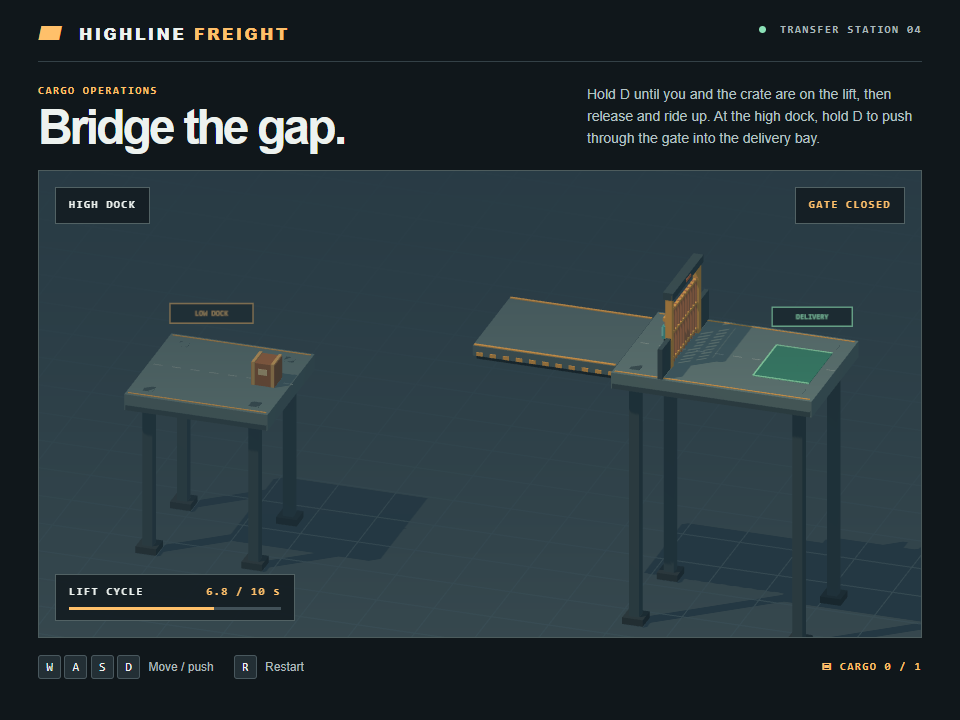 HIGHLINE FREIGHT
TRANSFER STATION 04
CARGO OPERATIONS
Bridge the gap.
Hold D until you and the crate are on the lift, then
release and ride up. At the high dock, hold D to push
through the gate into the delivery bay.
HIGH DOCK
GATE CLOSED
LOW DOCK
DELIVERY
LIFT CYCLE 6.8 / 10 s
W A S D Move / push R Restart
CARGO 0 / 1